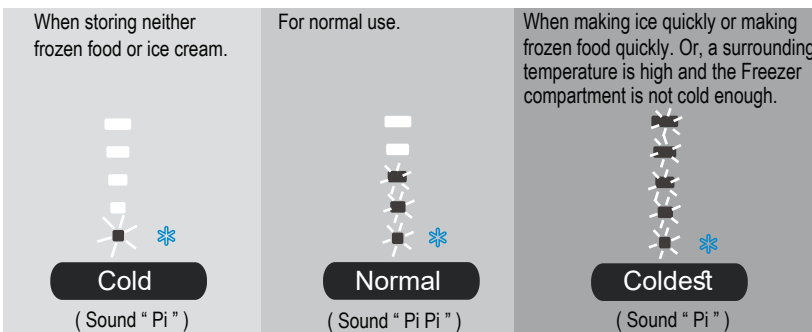 When storing neither
frozen food or ice cream.
Cold
( Sound “ Pi ” )
For normal use.
Normal
( Sound “ Pi Pi ” )
When making ice quickly or making
frozen food quickly. Or, a surrounding
temperature is high and the Freezer
compartment is not cold enough.
Coldest
( Sound “ Pi ” )